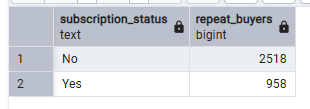 subscription_status repeat_buyers
text bigint
1 No 2518
2 Yes 958